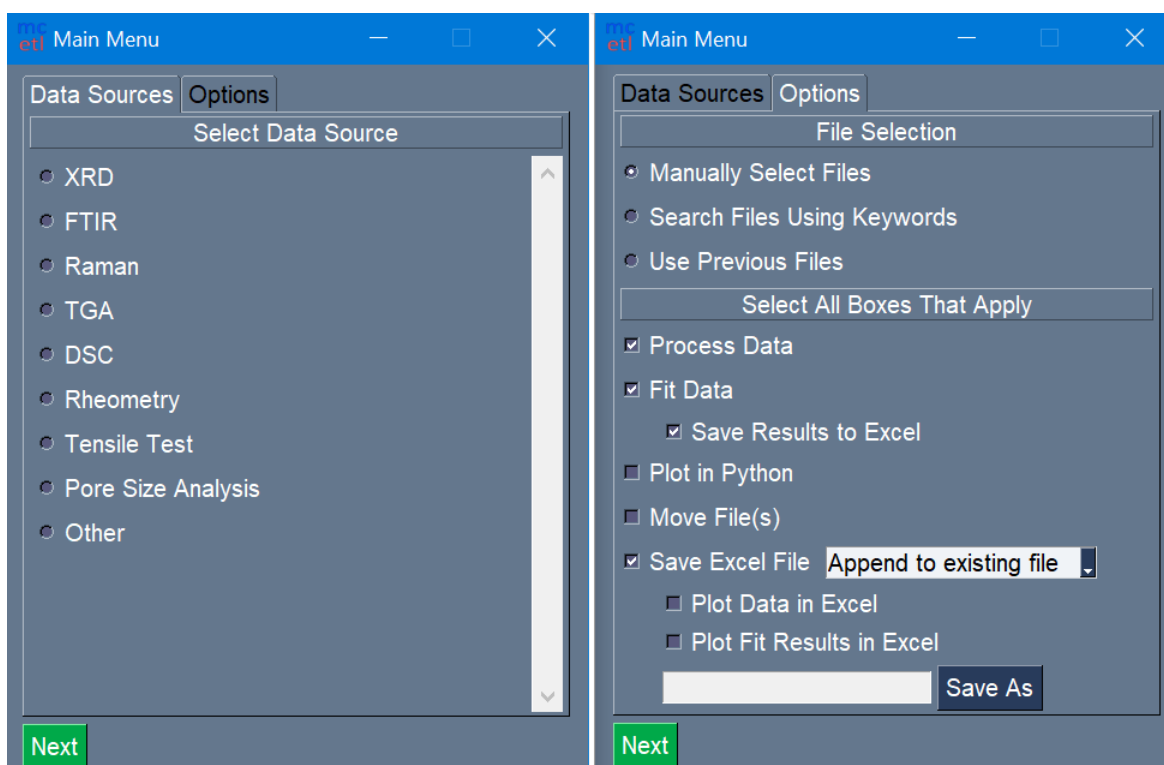 mc
etl Main Menu
Data Sources Options
Select Data Source
XRD
FTIR
Raman
TGA
DSC
Rheometry
Tensile Test
Pore Size Analysis
Other
Next
mc
etl Main Menu
Data Sources Options
File Selection
Manually Select Files
Search Files Using Keywords
Use Previous Files
Select All Boxes That Apply
Process Data
Fit Data
Save Results to Excel
Plot in Python
Move File(s)
Save Excel File Append to existing file
Plot Data in Excel
Plot Fit Results in Excel
Save As
Next